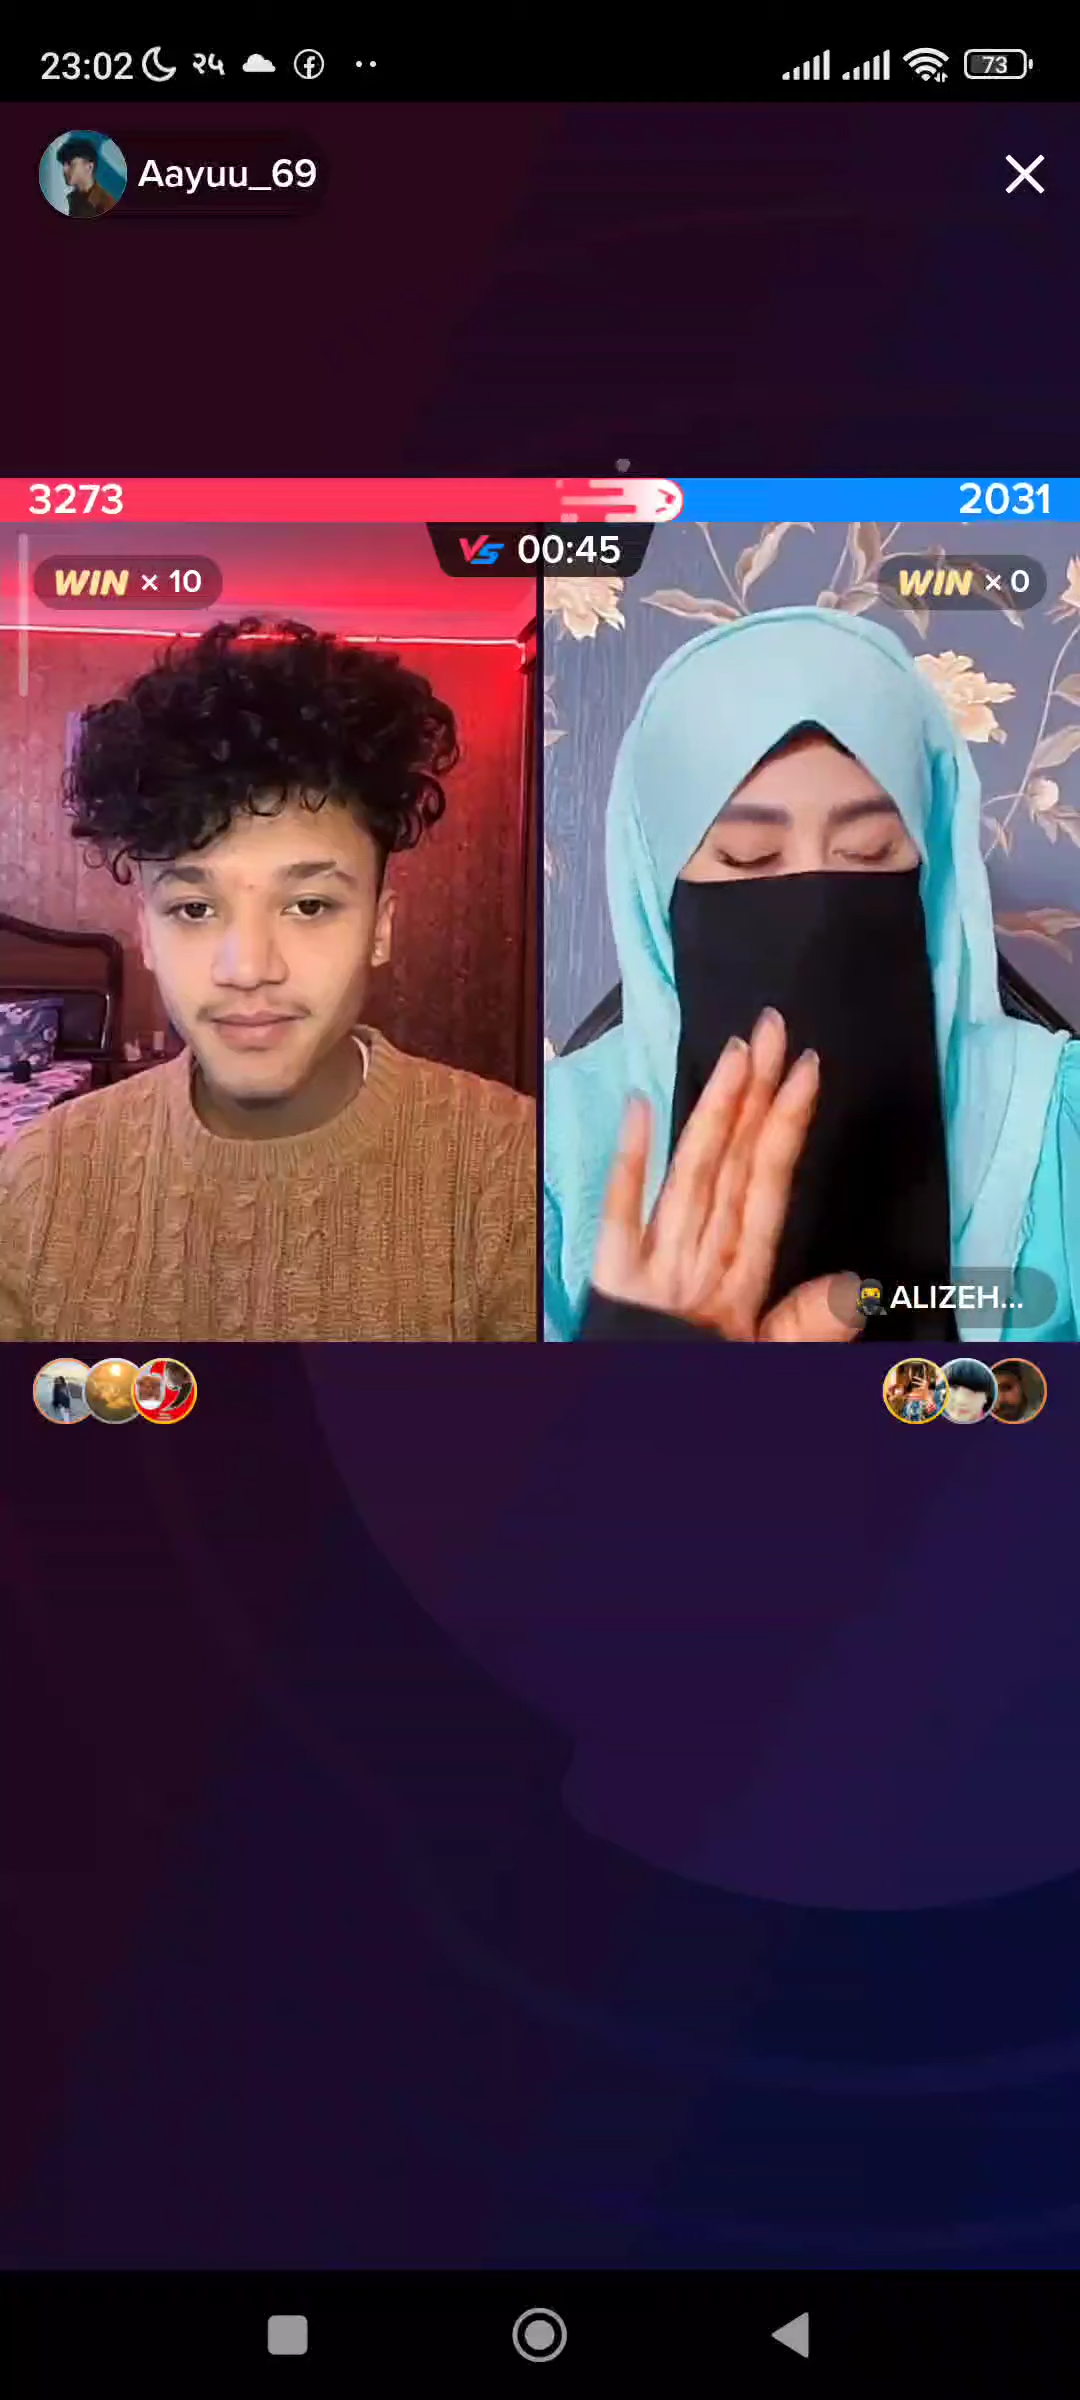 23:02 २५ 73
Aayuu_69
3273 2031
VS 00:45
WIN × 10 WIN × 0
ALIZEH...